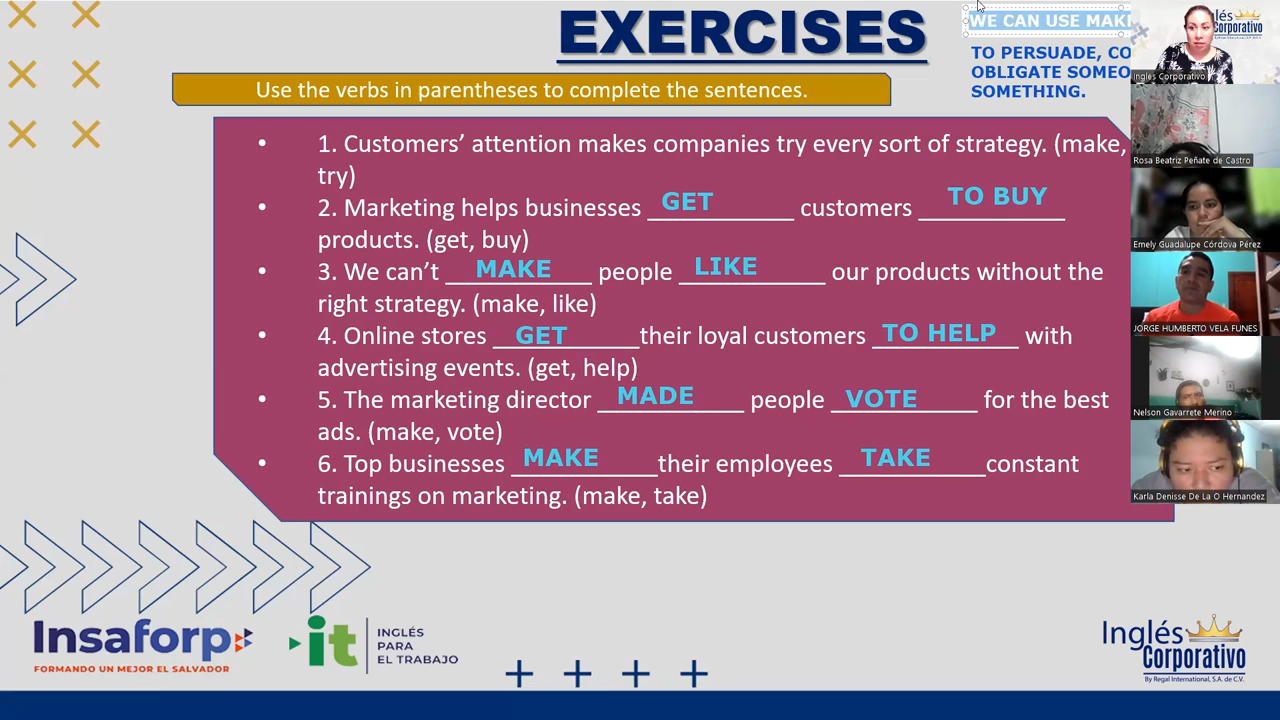 EXERCISES
WE CAN USE MAK
TO PERSUADE, CO
OBLIGATE SOMEO
SOMETHING.
Use the verbs in parentheses to complete the sentences.
• 1. Customers’ attention makes companies try every sort of strategy. (make,
try)
• 2. Marketing helps businesses GET customers TO BUY
products. (get, buy)
• 3. We can’t MAKE people LIKE our products without the
right strategy. (make, like)
• 4. Online stores GET their loyal customers TO HELP with
advertising events. (get, help)
• 5. The marketing director MADE people VOTE for the best
ads. (make, vote)
• 6. Top businesses MAKE their employees TAKE constant
trainings on marketing. (make, take)
Inglés Corporativo
Rosa Beatriz Peñate de Castro
Emely Guadalupe Córdova Pérez
JORGE HUMBERTO VELA FUNES
Nelson Gavarrete Merino
Karla Denisse De La O Hernandez
Insaforp
FORMANDO UN MEJOR EL SALVADOR
it
INGLÉS
PARA
EL TRABAJO
Inglés
Corporativo
By Regal International, S.A. de C.V.